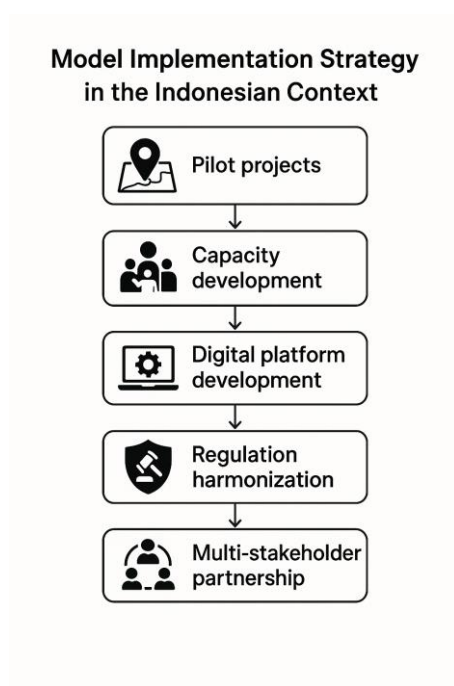 Model Implementation Strategy
in the Indonesian Context
Pilot projects
Capacity
development
Digital platform
development
Regulation
harmonization
Multi-stakeholder
partnership